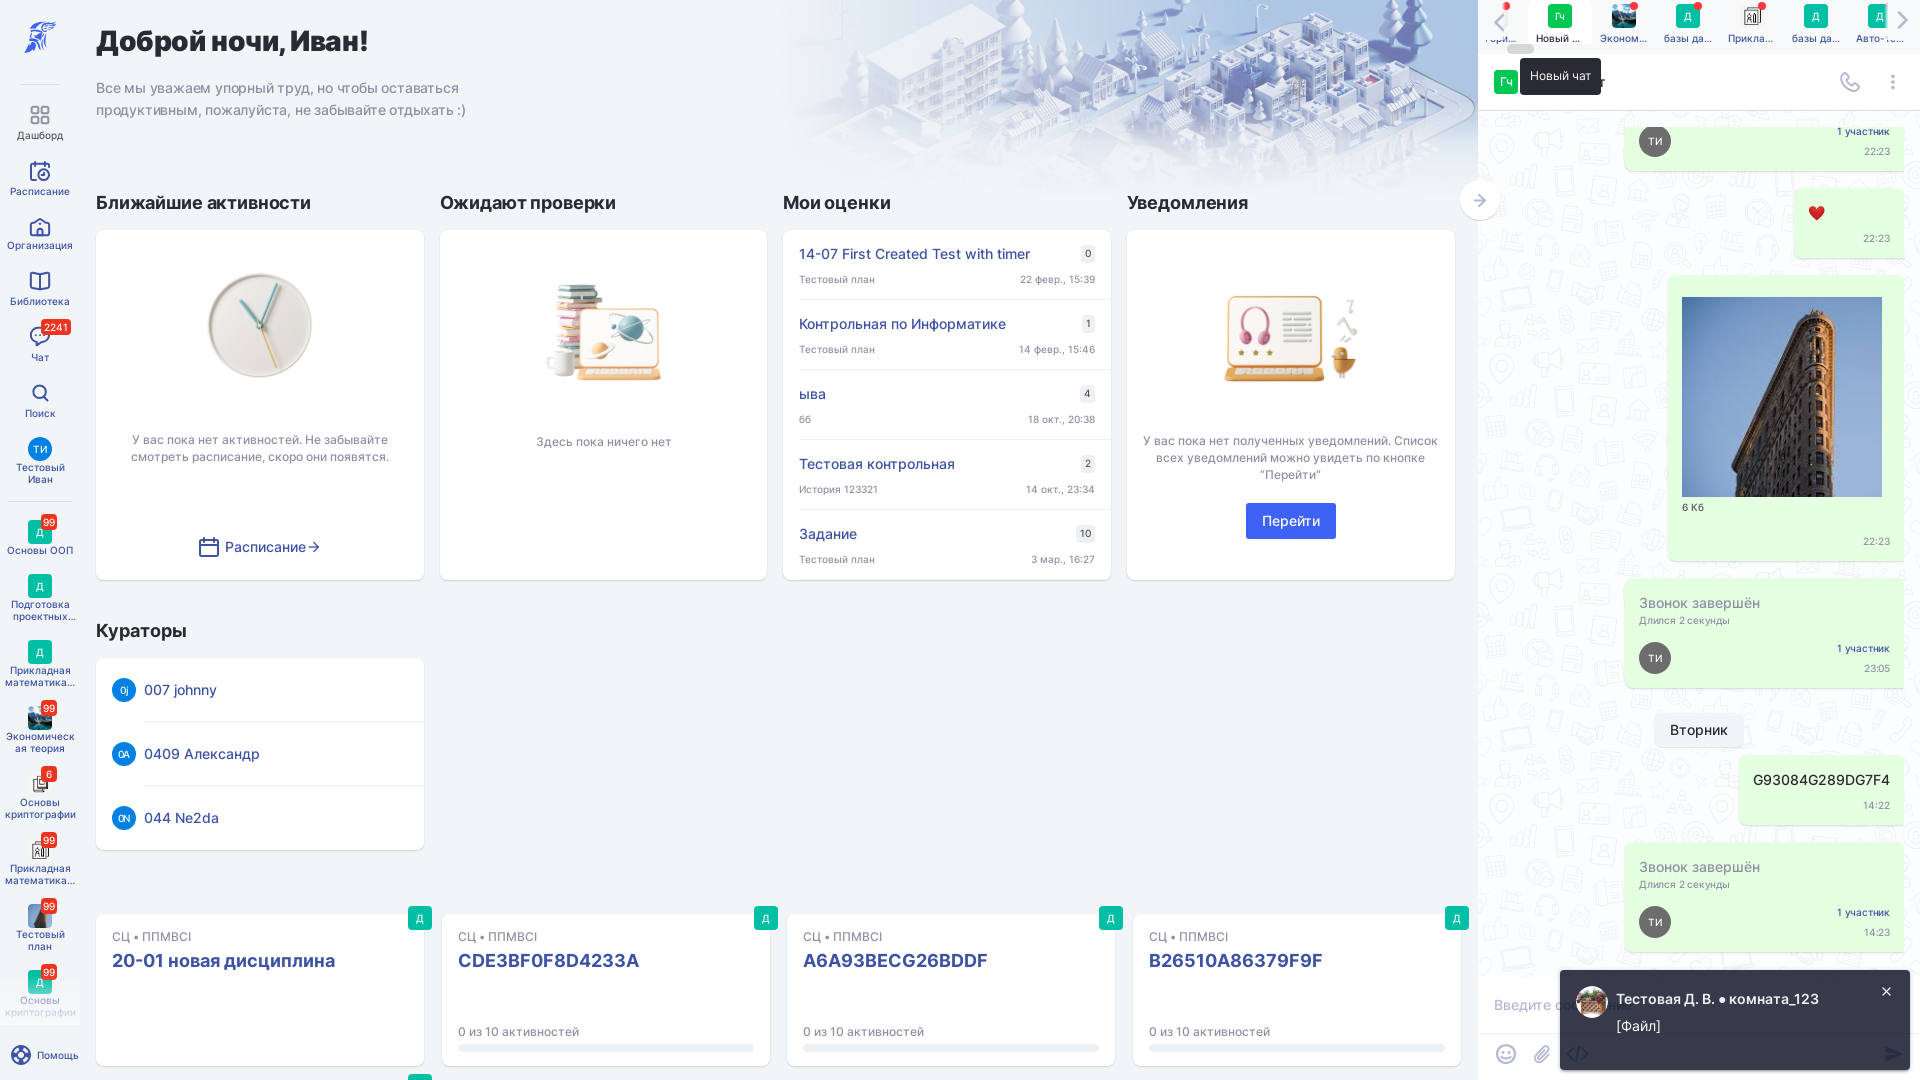 Дашборд
Расписание
Организация
Библиотека
2241
Чат
Поиск
ТИ
Тестовый
Иван
99
Д
Основы ООП
Д
Подготовка
проектных...
Д
Прикладная
математика...
99
Экономическ
ая теория
6
Основы
криптографии
99
Прикладная
математика...
99
Тестовый
план
99
Д
Основы
криптографии
Помощь
Доброй ночи, Иван!
Все мы уважаем упорный труд, но чтобы оставаться
продуктивным, пожалуйста, не забывайте отдыхать :)
Ближайшие активности
У вас пока нет активностей. Не забывайте
смотреть расписание, скоро они появятся.
Расписание
Ожидают проверки
Здесь пока ничего нет
Мои оценки
14-07 First Created Test with timer
0
Тестовый план
22 февр., 15:39
Контрольная по Информатике
1
Тестовый план
14 февр., 15:46
ыва
4
бб
18 окт., 20:38
Тестовая контрольная
2
История 123321
14 окт., 23:34
Задание
10
Тестовый план
3 мар., 16:27
Уведомления
У вас пока нет полученных уведомлений. Список
всех уведомлений можно увидеть по кнопке
“Перейти”
Перейти
Кураторы
0j
007 johnny
0А
0409 Александр
0N
044 Ne2da
Д
СЦ • ППМВСI
20-01 новая дисциплина
Д
СЦ • ППМВСI
CDE3BF0F8D4233A
0 из 10 активностей
Д
СЦ • ППМВСI
A6A93BECG26BDDF
0 из 10 активностей
Д
СЦ • ППМВСI
B26510A86379F9F
0 из 10 активностей
Гч
Новый ...
Эконом...
Д
базы да...
Прикла...
Д
базы да...
Д
Гч
Новый чат
ТИ
1 участник
22:23
22:23
6 Кб
22:23
Звонок завершён
Длился 2 секунды
ТИ
1 участник
23:05
Вторник
G93084G289DG7F4
14:22
Звонок завершён
Длился 2 секунды
ТИ
1 участник
14:23
Введите
Тестовая Д. В. ● комната_123
[Файл]